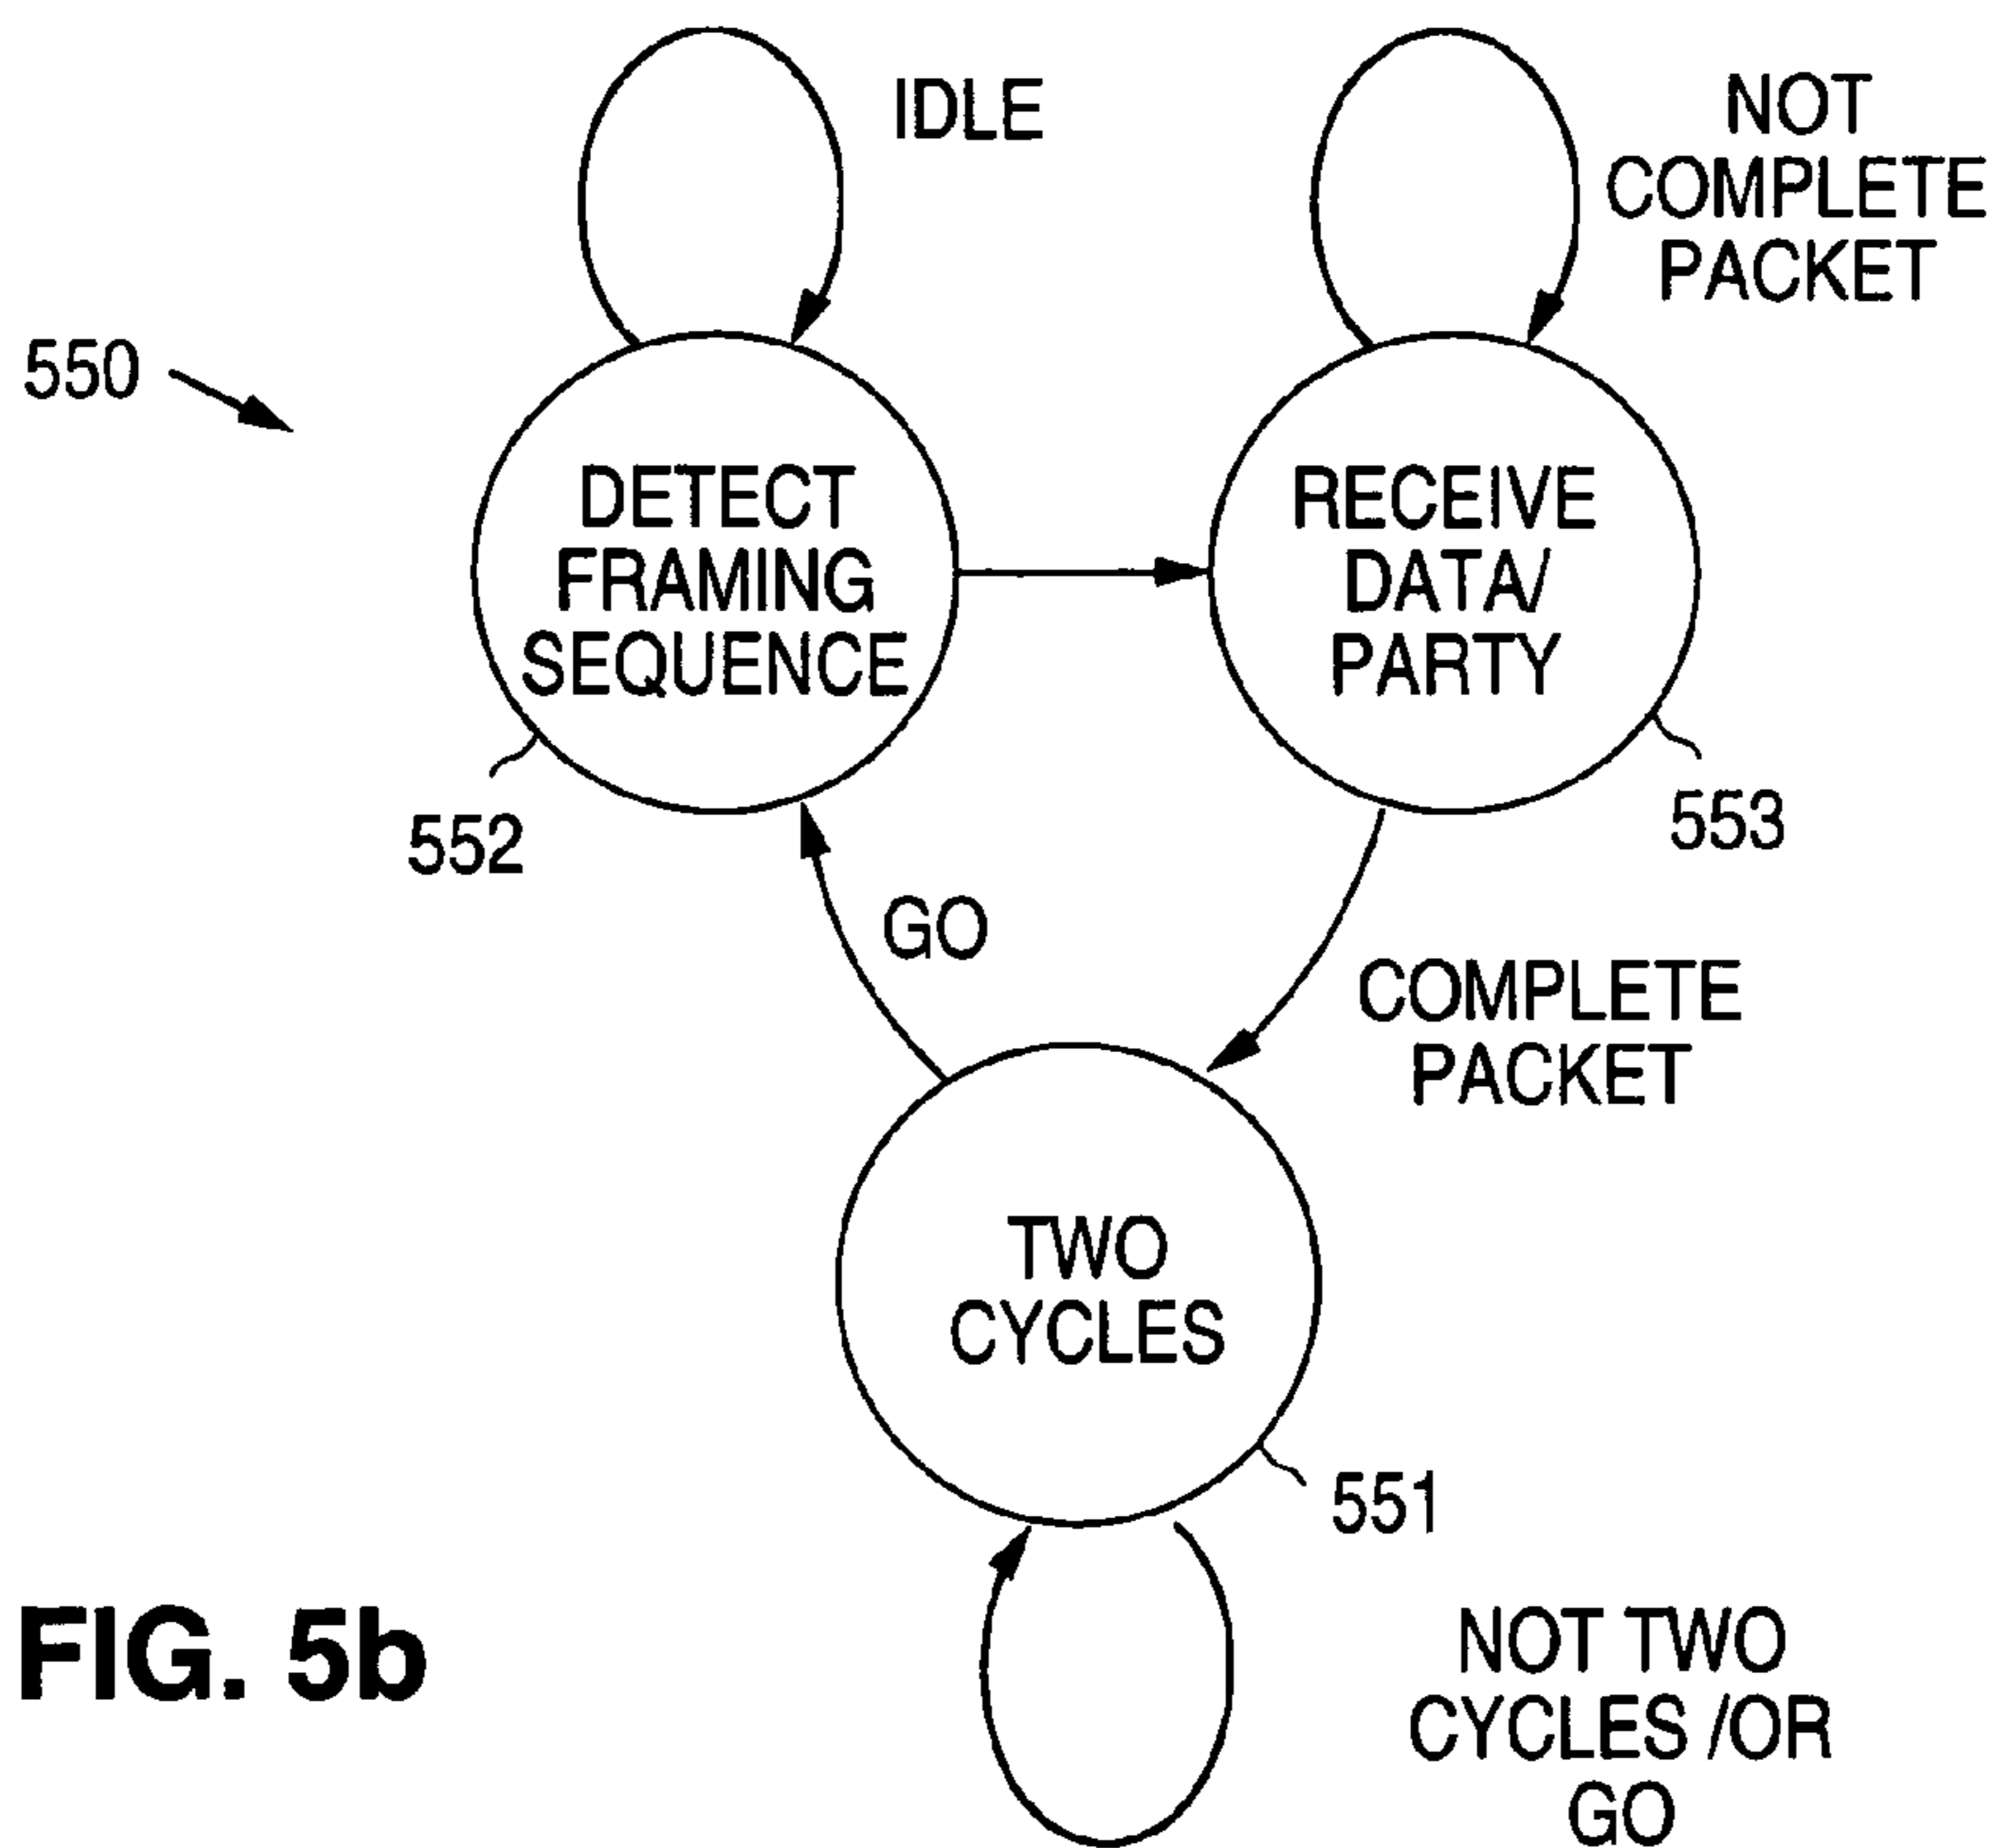 IDLE
NOT
COMPLETE
PACKET
550
DETECT
FRAMING
SEQUENCE
RECEIVE
DATA/
PARTY
552
553
GO
COMPLETE
PACKET
TWO
CYCLES
551
FIG. 5b
NOT TWO
CYCLES /OR
GO